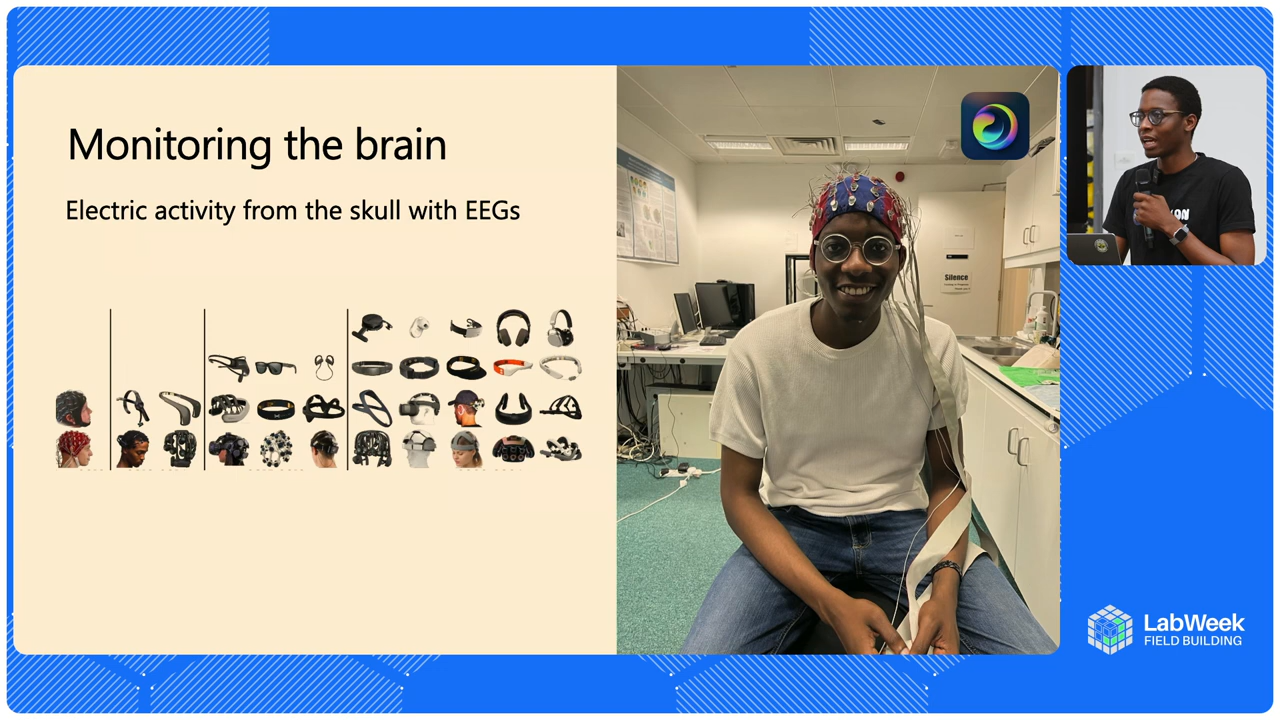 Monitoring the brain
Electric activity from the skull with EEGs
Silence
LabWeek
FIELD BUILDING